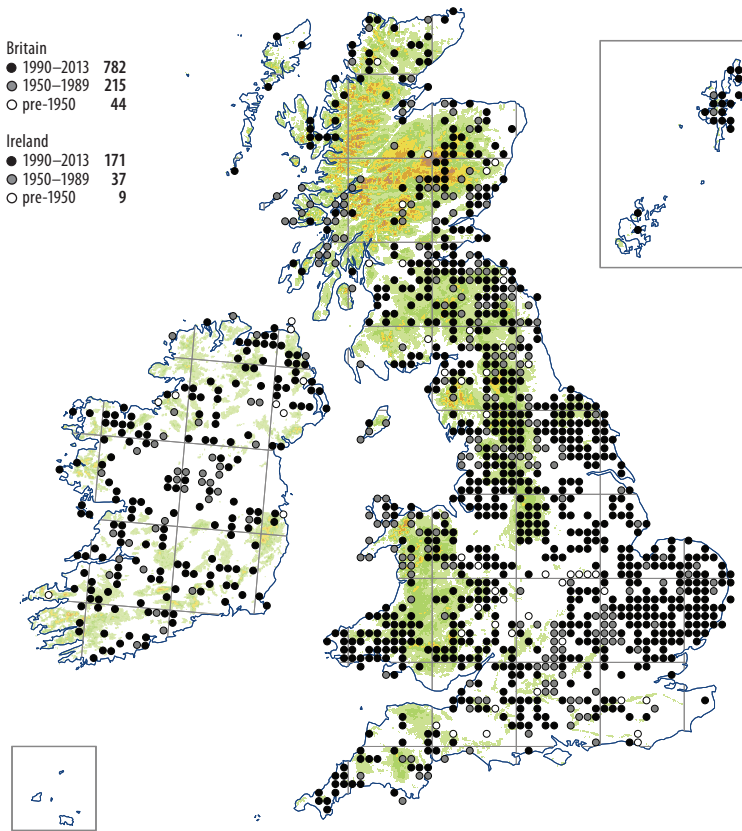 Britain
1990–2013 782
1950–1989 215
pre-1950 44
Ireland
1990–2013 171
1950–1989 37
pre-1950 9